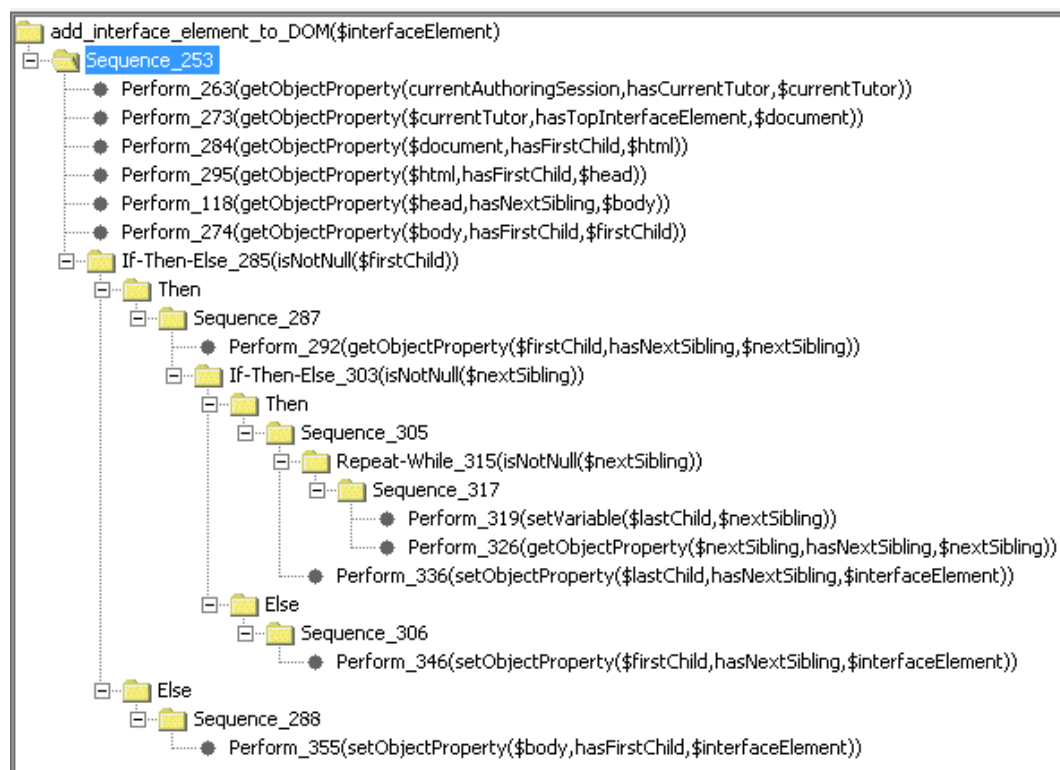 add_interface_element_to_DOM($interfaceElement)
Sequence_253
Perform_263(getObjectProperty(currentAuthoringSession,hasCurrentTutor,$currentTutor))
Perform_273(getObjectProperty($currentTutor,hasTopInterfaceElement,$document))
Perform_284(getObjectProperty($document,hasFirstChild,$html))
Perform_295(getObjectProperty($html,hasFirstChild,$head))
Perform_118(getObjectProperty($head,hasNextSibling,$body))
Perform_274(getObjectProperty($body,hasFirstChild,$firstChild))
If-Then-Else_285(isNotNull($firstChild))
Then
Sequence_287
Perform_292(getObjectProperty($firstChild,hasNextSibling,$nextSibling))
If-Then-Else_303(isNotNull($nextSibling))
Then
Sequence_305
Repeat-While_315(isNotNull($nextSibling))
Sequence_317
Perform_319(setVariable($lastChild,$nextSibling))
Perform_326(getObjectProperty($nextSibling,hasNextSibling,$nextSibling))
Perform_336(setObjectProperty($lastChild,hasNextSibling,$interfaceElement))
Else
Sequence_306
Perform_346(setObjectProperty($firstChild,hasNextSibling,$interfaceElement))
Else
Sequence_288
Perform_355(setObjectProperty($body,hasFirstChild,$interfaceElement))